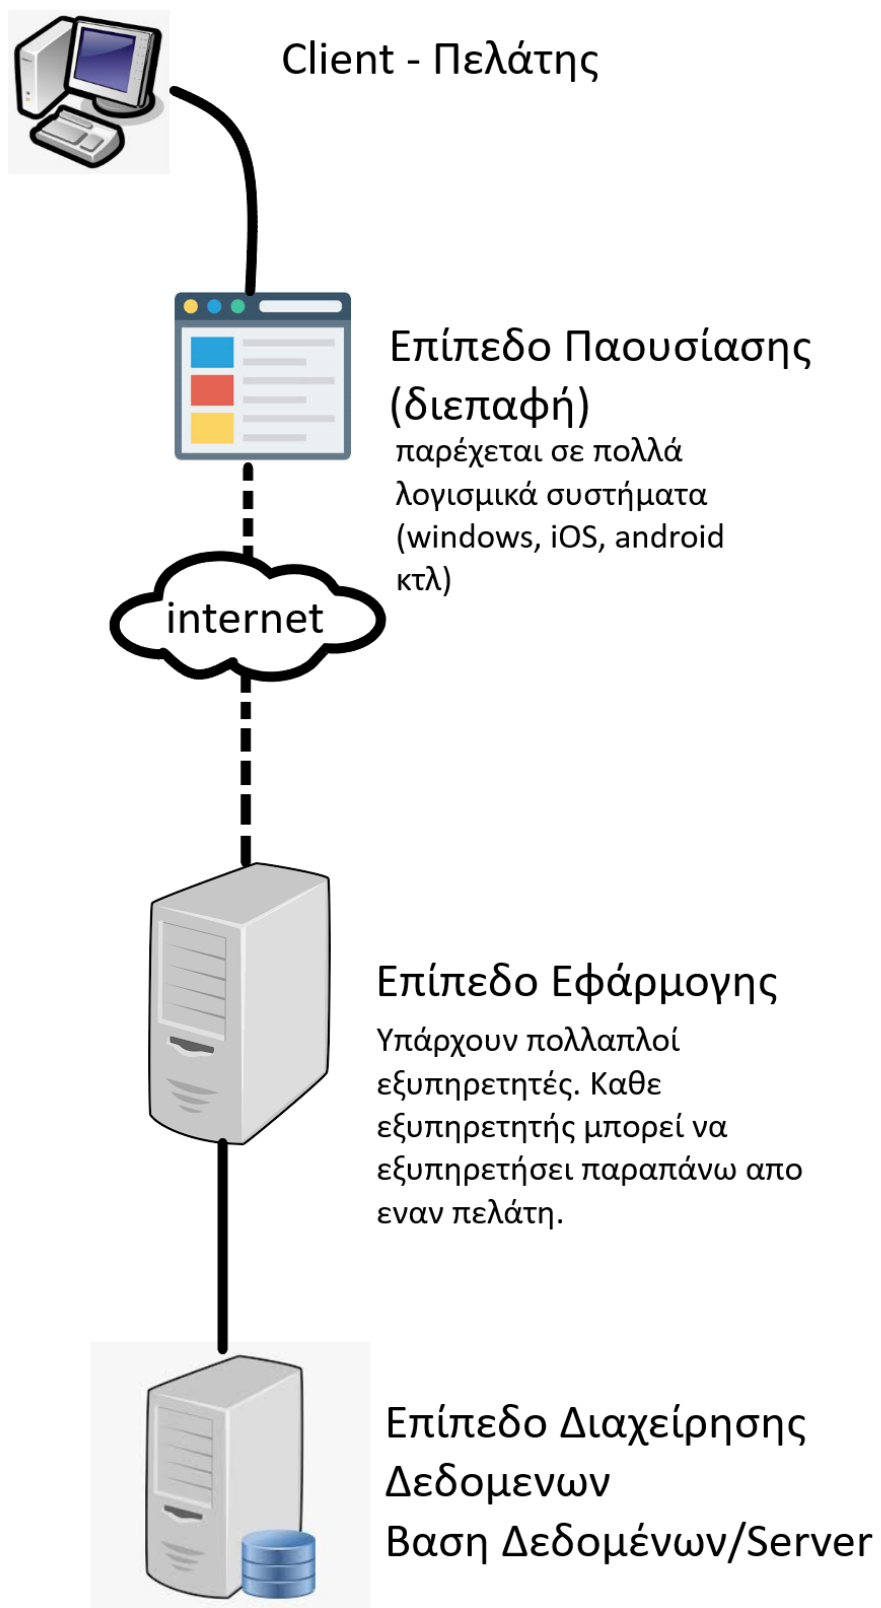 Client - Πελάτης
Επίπεδο Παουσίασης
(διεπαφή)
παρέχεται σε πολλά
λογισμικά συστήματα
(windows, iOS, android
κτλ)
internet
Επίπεδο Εφάρμογης
Υπάρχουν πολλαπλοί
εξυπηρετητές. Καθε
εξυπηρετητής μπορεί να
εξυπηρετήσει παραπάνω απο
εναν πελάτη.
Επίπεδο Διαχείρησης
Δεδομενων
Βαση Δεδομένων/Server